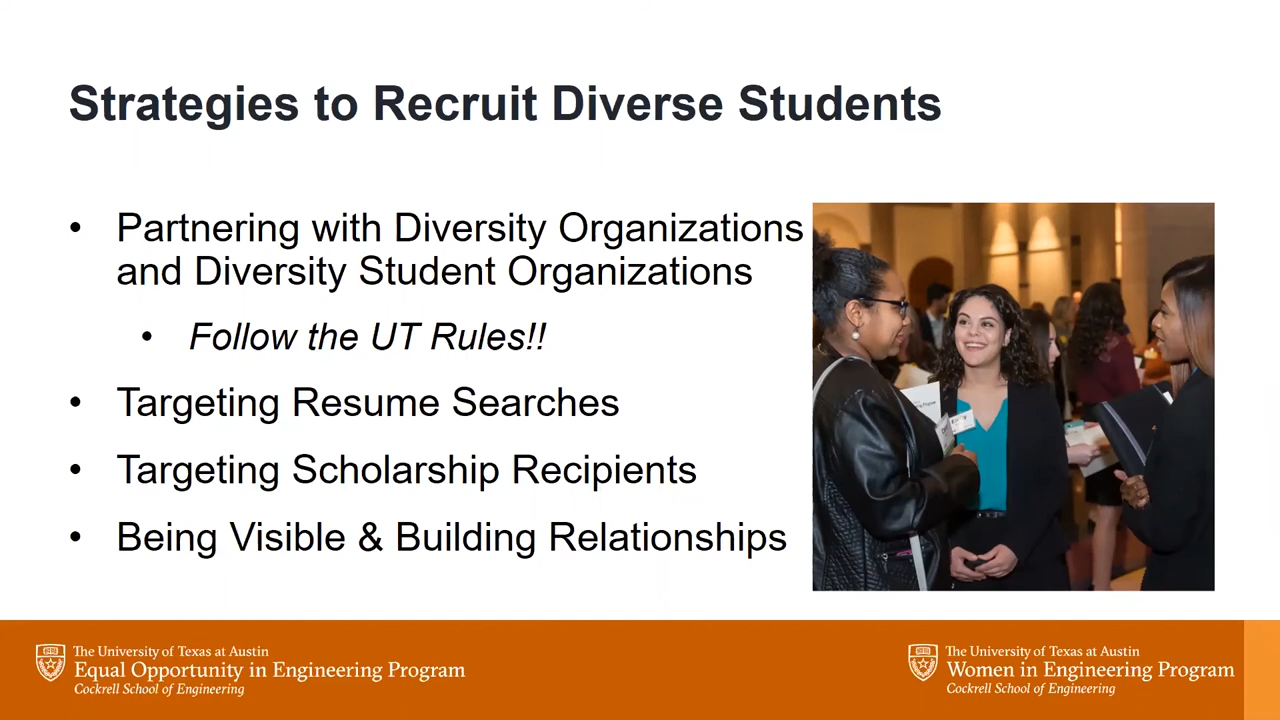 Strategies to Recruit Diverse Students
• Partnering with Diversity Organizations
and Diversity Student Organizations
• Follow the UT Rules!!
• Targeting Resume Searches
• Targeting Scholarship Recipients
• Being Visible & Building Relationships
The University of Texas at Austin
Equal Opportunity in Engineering Program
Cockrell School of Engineering
The University of Texas at Austin
Women in Engineering Program
Cockrell School of Engineering